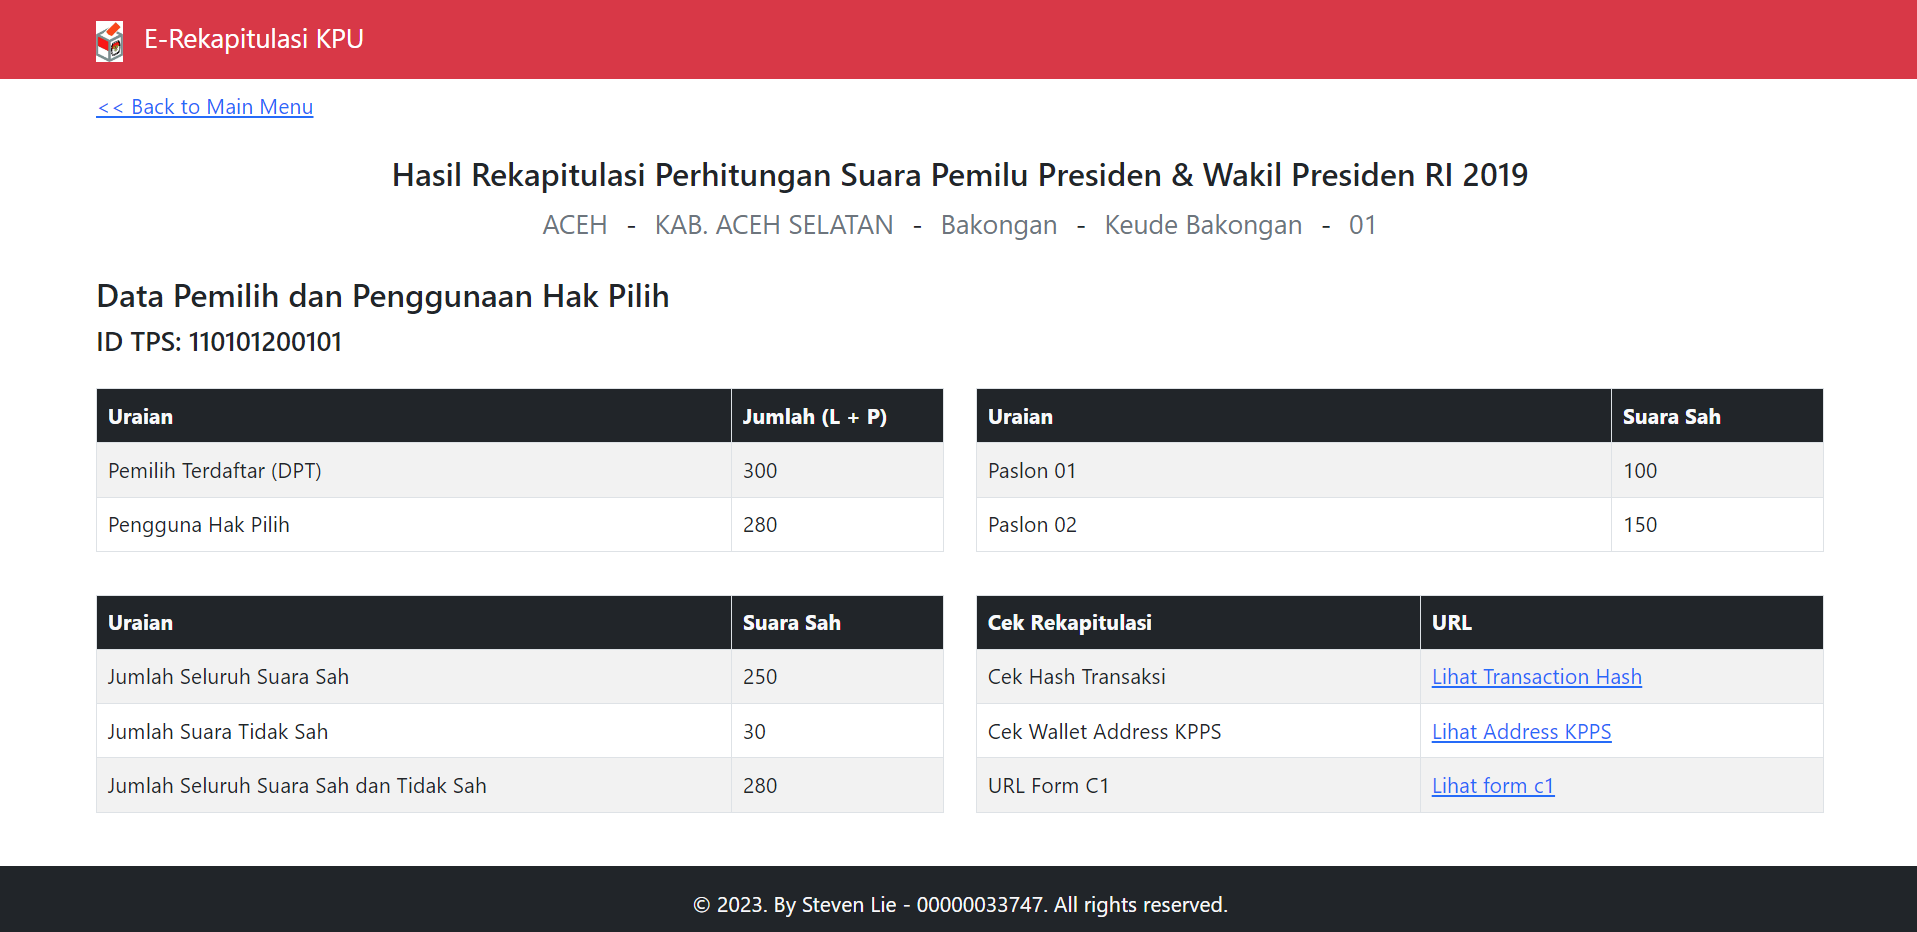 E-Rekapitulasi KPU
<< Back to Main Menu
Hasil Rekapitulasi Perhitungan Suara Pemilu Presiden & Wakil Presiden RI 2019
ACEH - KAB. ACEH SELATAN - Bakongan - Keude Bakongan - 01
Data Pemilih dan Penggunaan Hak Pilih
ID TPS: 110101200101
Uraian Jumlah (L + P)
Pemilih Terdaftar (DPT) 300
Pengguna Hak Pilih 280
Uraian Suara Sah
Paslon 01 100
Paslon 02 150
Uraian Suara Sah
Jumlah Seluruh Suara Sah 250
Jumlah Suara Tidak Sah 30
Jumlah Seluruh Suara Sah dan Tidak Sah 280
Cek Rekapitulasi URL
Cek Hash Transaksi Lihat Transaction Hash
Cek Wallet Address KPPS Lihat Address KPPS
URL Form C1 Lihat form c1
© 2023. By Steven Lie - 00000033747. All rights reserved.